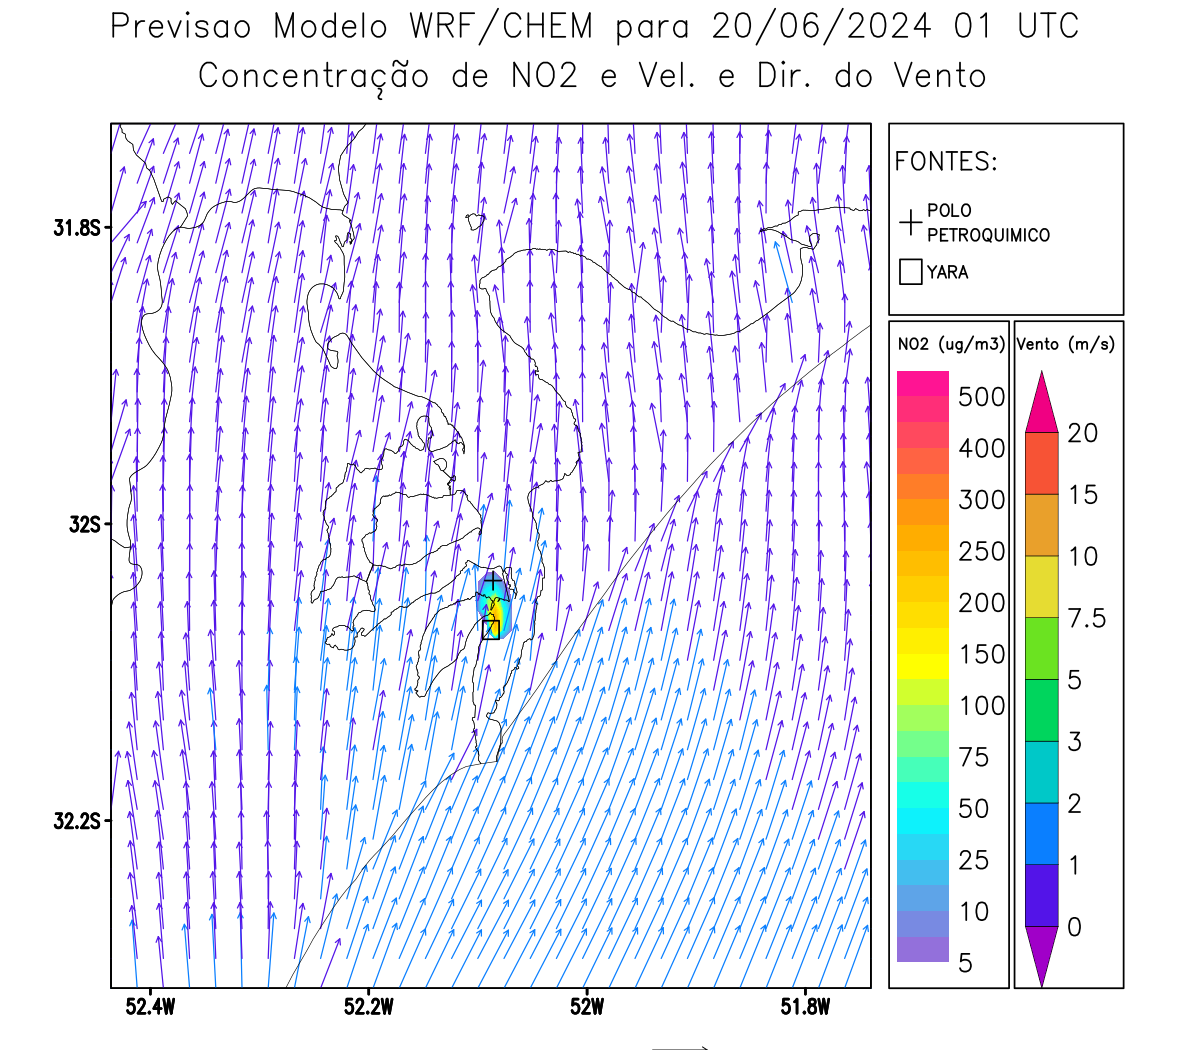 Previsao Modelo WRF/CHEM para 20/06/2024 01 UTC
Concentração de NO2 e Vel. e Dir. do Vento
FONTES:
POLO
PETROQUIMICO
YARA
NO2 (ug/m3)
500
400
300
250
200
150
100
75
50
25
10
5
Vento (m/s)
20
15
10
7.5
5
3
2
1
0
31.8S
32S
32.2S
52.4W 52.2W 52W 51.8W